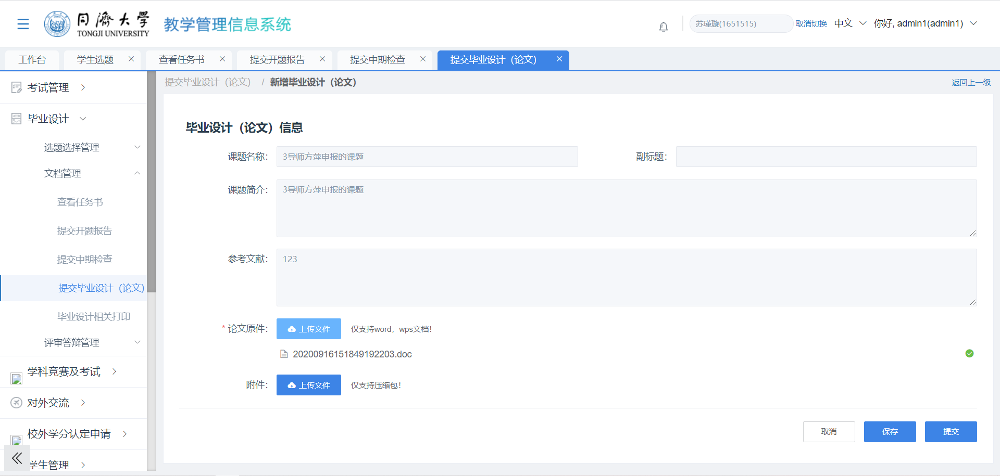 同济大学
TONGJI UNIVERSITY
教学管理信息系统
苏瑾璇(1651515)
取消切换
中文
你好, admin1(admin1)
工作台
学生选题
查看任务书
提交开题报告
提交中期检查
提交毕业设计（论文）
考试管理
毕业设计
选题选择管理
文档管理
查看任务书
提交开题报告
提交中期检查
提交毕业设计（论文）
毕业设计相关打印
评审答辩管理
学科竞赛及考试
对外交流
校外学分认定申请
学生管理
提交毕业设计（论文） / 新增毕业设计（论文）
返回上一级
毕业设计（论文）信息
课题名称： 3导师方萍申报的课题
副标题：
课题简介： 3导师方萍申报的课题
参考文献： 123
* 论文原件： 上传文件 仅支持word，wps文档！
20200916151849192203.doc
附件： 上传文件 仅支持压缩包！
取消
保存
提交